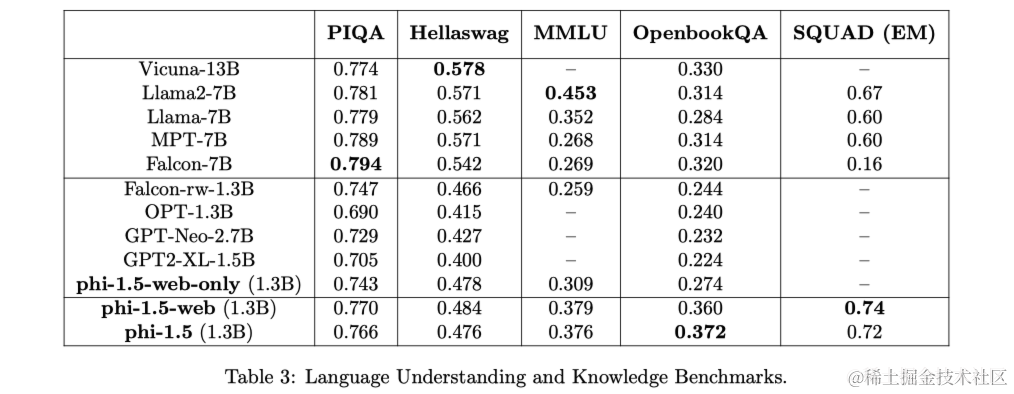 PIQA Hellaswag MMLU OpenbookQA SQUAD (EM)
Vicuna-13B 0.774 0.578 – 0.330 –
Llama2-7B 0.781 0.571 0.453 0.314 0.67
Llama-7B 0.779 0.562 0.352 0.284 0.60
MPT-7B 0.789 0.571 0.268 0.314 0.60
Falcon-7B 0.794 0.542 0.269 0.320 0.16
Falcon-rw-1.3B 0.747 0.466 0.259 0.244 –
OPT-1.3B 0.690 0.415 – 0.240 –
GPT-Neo-2.7B 0.729 0.427 – 0.232 –
GPT2-XL-1.5B 0.705 0.400 – 0.224 –
phi-1.5-web-only (1.3B) 0.743 0.478 0.309 0.274 –
phi-1.5-web (1.3B) 0.770 0.484 0.379 0.360 0.74
phi-1.5 (1.3B) 0.766 0.476 0.376 0.372 0.72
Table 3: Language Understanding and Knowledge Benchmarks.
@稀土掘金技术社区